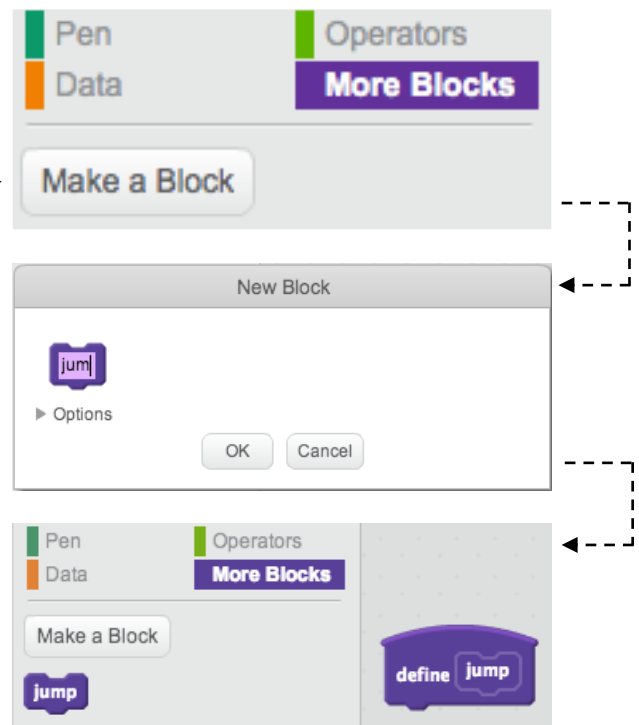 Pen Operators
Data More Blocks
Make a Block
New Block
jum
Options
OK Cancel
Pen Operators
Data More Blocks
Make a Block
jump
define jump